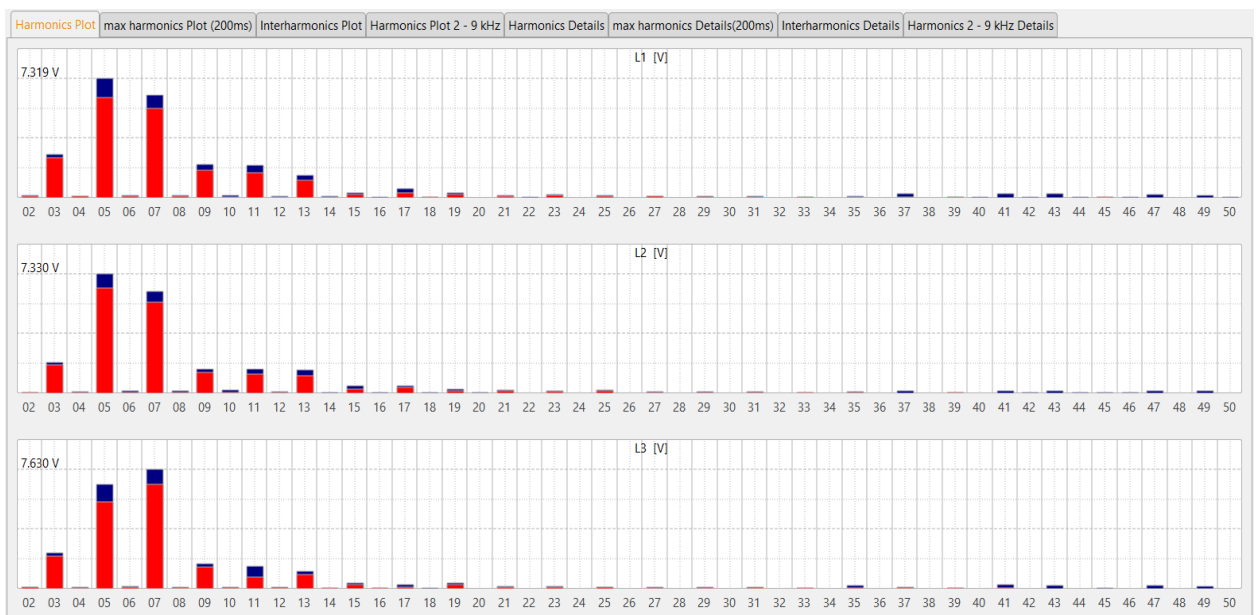 Harmonics Plot max harmonics Plot (200ms) Interharmonics Plot Harmonics Plot 2 - 9 kHz Harmonics Details max harmonics Details(200ms) Interharmonics Details Harmonics 2 - 9 kHz Details
L1 [V]
7.319 V
02 03 04 05 06 07 08 09 10 11 12 13 14 15 16 17 18 19 20 21 22 23 24 25 26 27 28 29 30 31 32 33 34 35 36 37 38 39 40 41 42 43 44 45 46 47 48 49 50
L2 [V]
7.330 V
02 03 04 05 06 07 08 09 10 11 12 13 14 15 16 17 18 19 20 21 22 23 24 25 26 27 28 29 30 31 32 33 34 35 36 37 38 39 40 41 42 43 44 45 46 47 48 49 50
L3 [V]
7.630 V
02 03 04 05 06 07 08 09 10 11 12 13 14 15 16 17 18 19 20 21 22 23 24 25 26 27 28 29 30 31 32 33 34 35 36 37 38 39 40 41 42 43 44 45 46 47 48 49 50